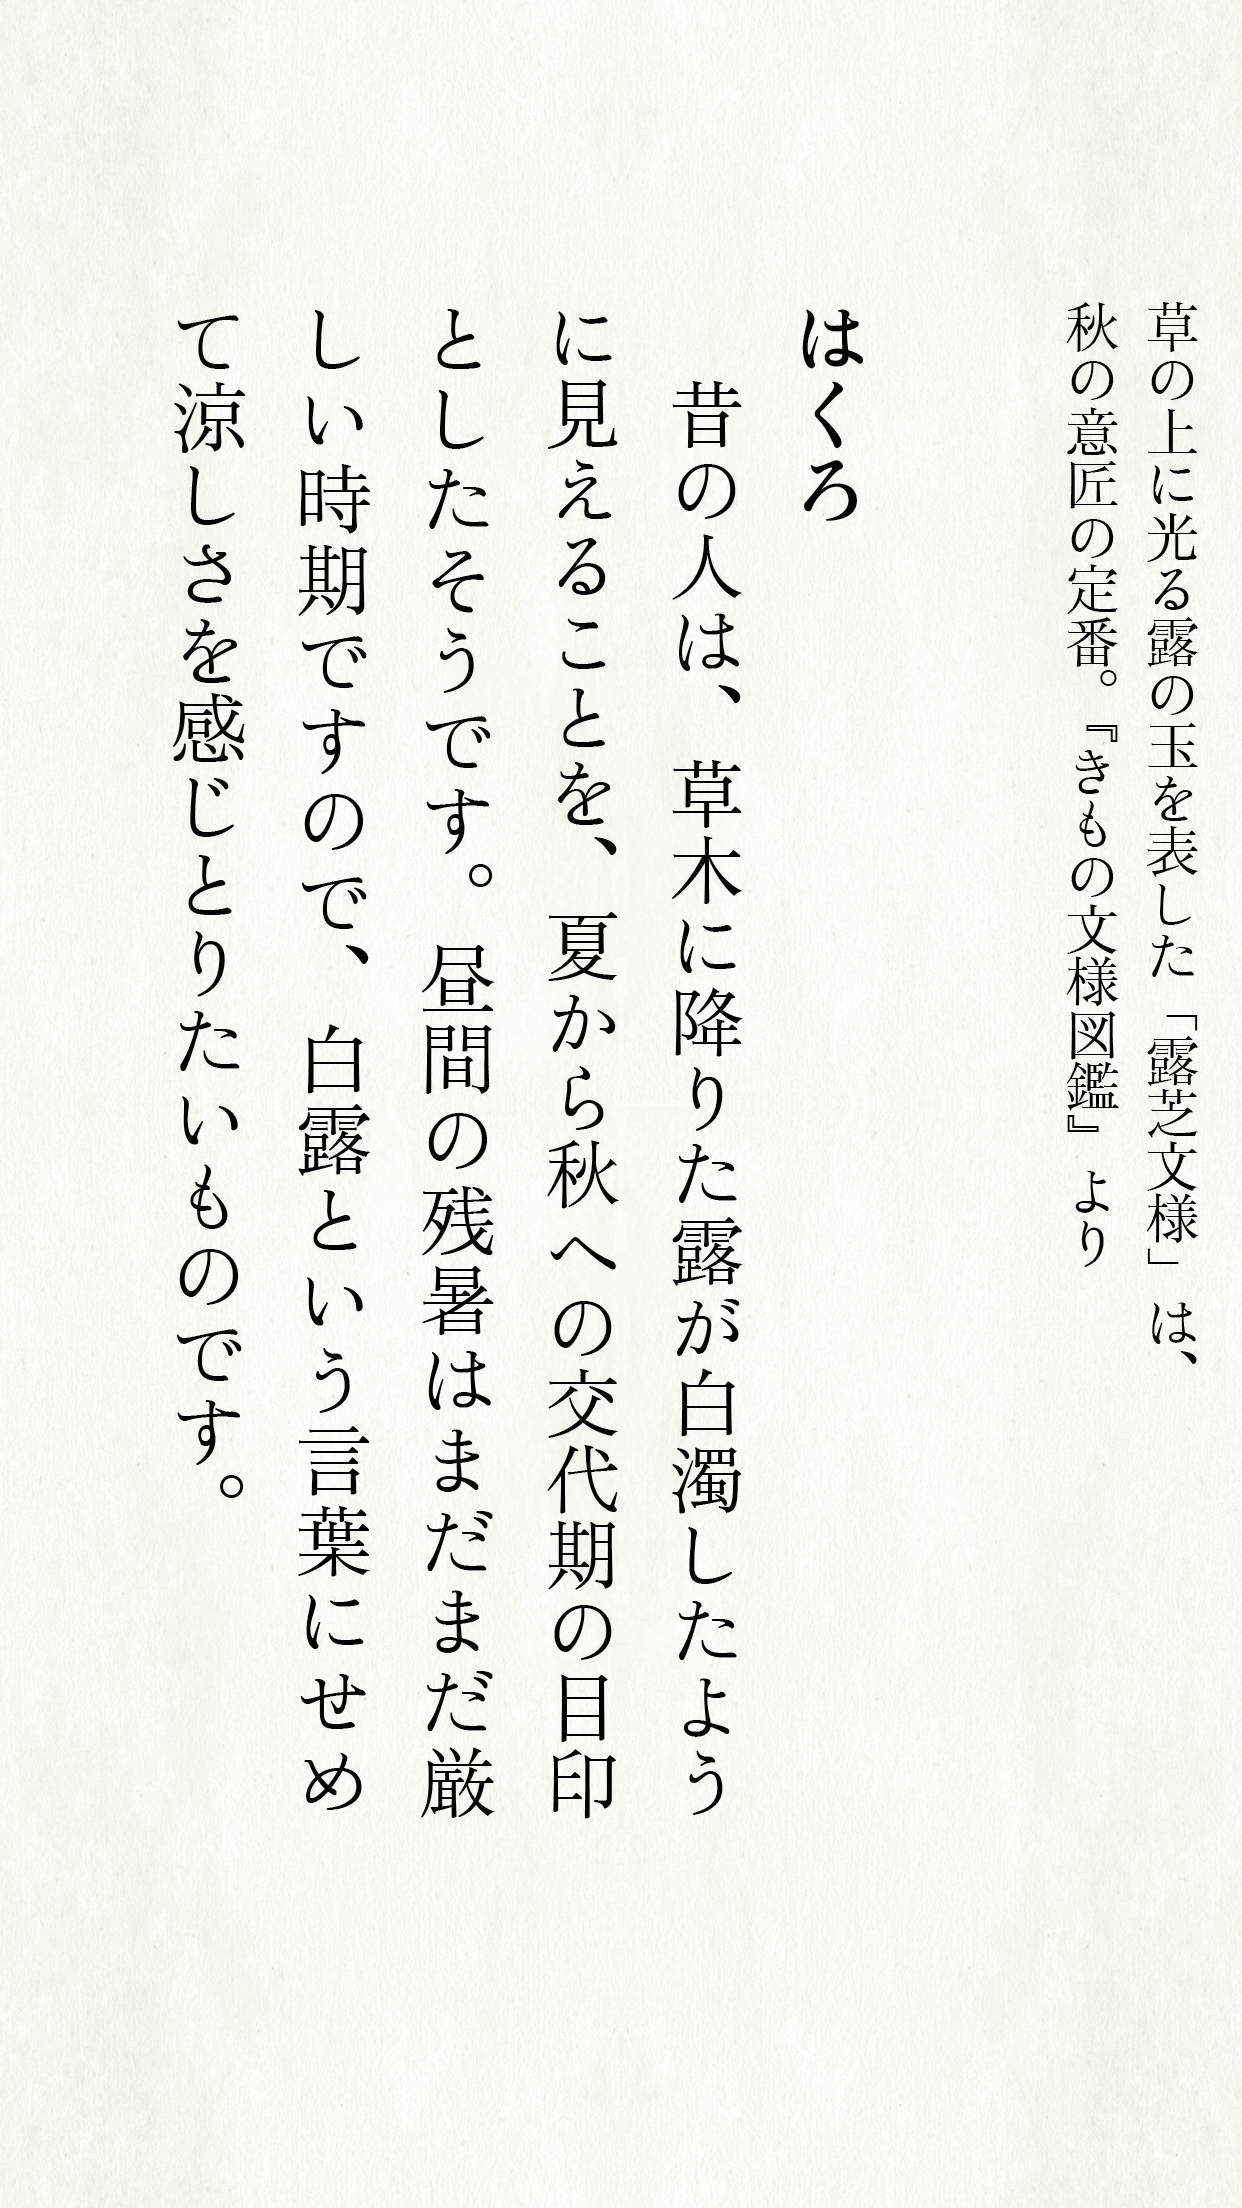 草の上に光る露の玉を表した「露芝文様」は、
秋の意匠の定番。『きもの文様図鑑』より
はくろ
昔の人は、草木に降りた露が白濁したよう
に見えることを、夏から秋への交代期の目印
としたそうです。昼間の残暑はまだまだ厳
しい時期ですので、白露という言葉にせめ
て涼しさを感じとりたいものです。